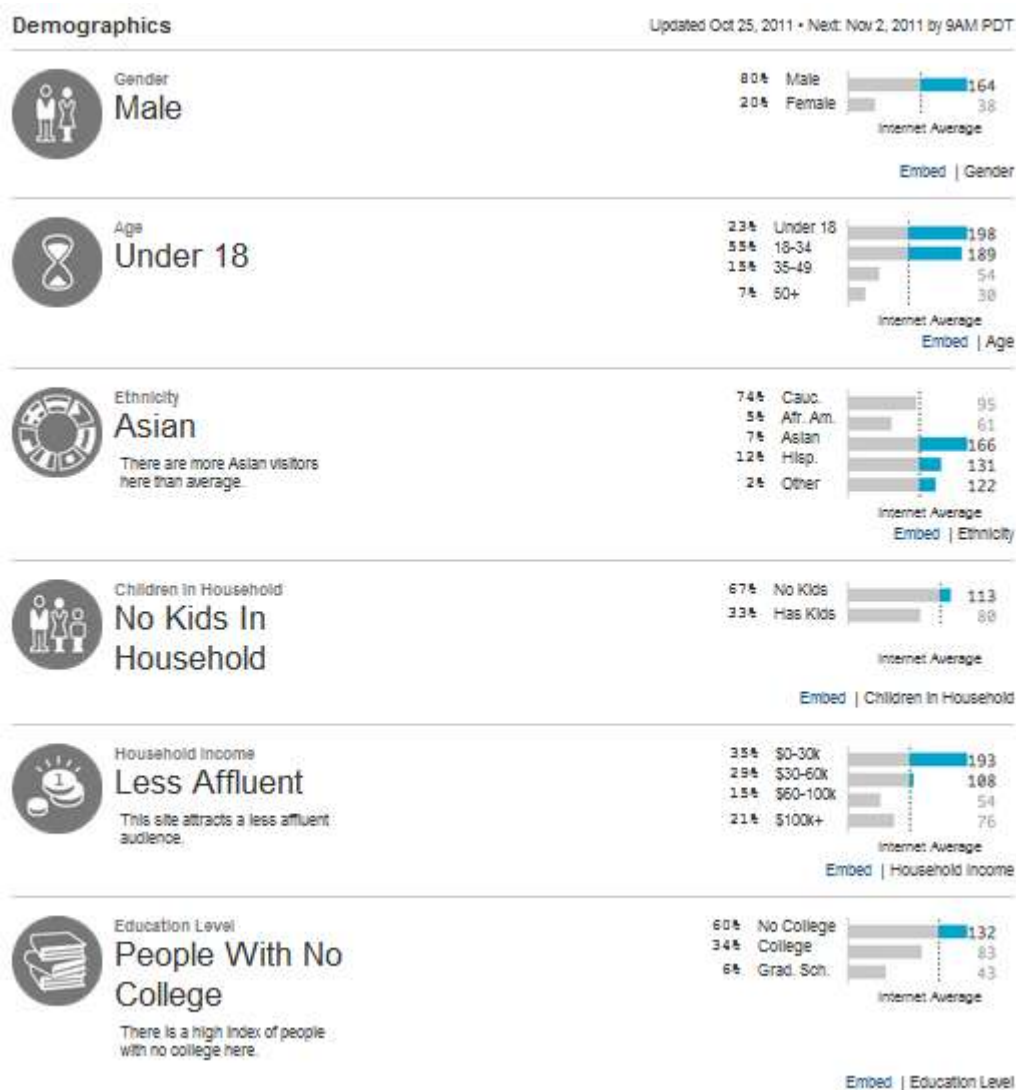 Demographics
Updated Oct 25, 2011 • Next: Nov 2, 2011 by 9AM PDT
Gender
Male
80% Male 164
20% Female 38
Internet Average
Embed | Gender
Age
Under 18
23% Under 18 198
55% 18-34 189
15% 35-49 54
7% 50+ 30
Internet Average
Embed | Age
Ethnicity
Asian
There are more Asian visitors
here than average.
74% Cauc. 95
5% Afr. Am. 61
7% Asian 166
12% Hisp. 131
2% Other 122
Internet Average
Embed | Ethnicity
Children in Household
No Kids In
Household
67% No Kids 113
33% Has Kids 80
Internet Average
Embed | Children in Household
1
Household Income
Less Affluent
This site attracts a less affluent
audience.
35% $0-30k 193
29% $30-60k 108
15% $60-100k 54
21% $100k+ 76
Internet Average
Embed | Household Income
Education Level
People With No
College
There is a high index of people
with no college here.
60% No College 132
34% College 83
6% Grad. Sch. 43
Internet Average
Embed | Education Level